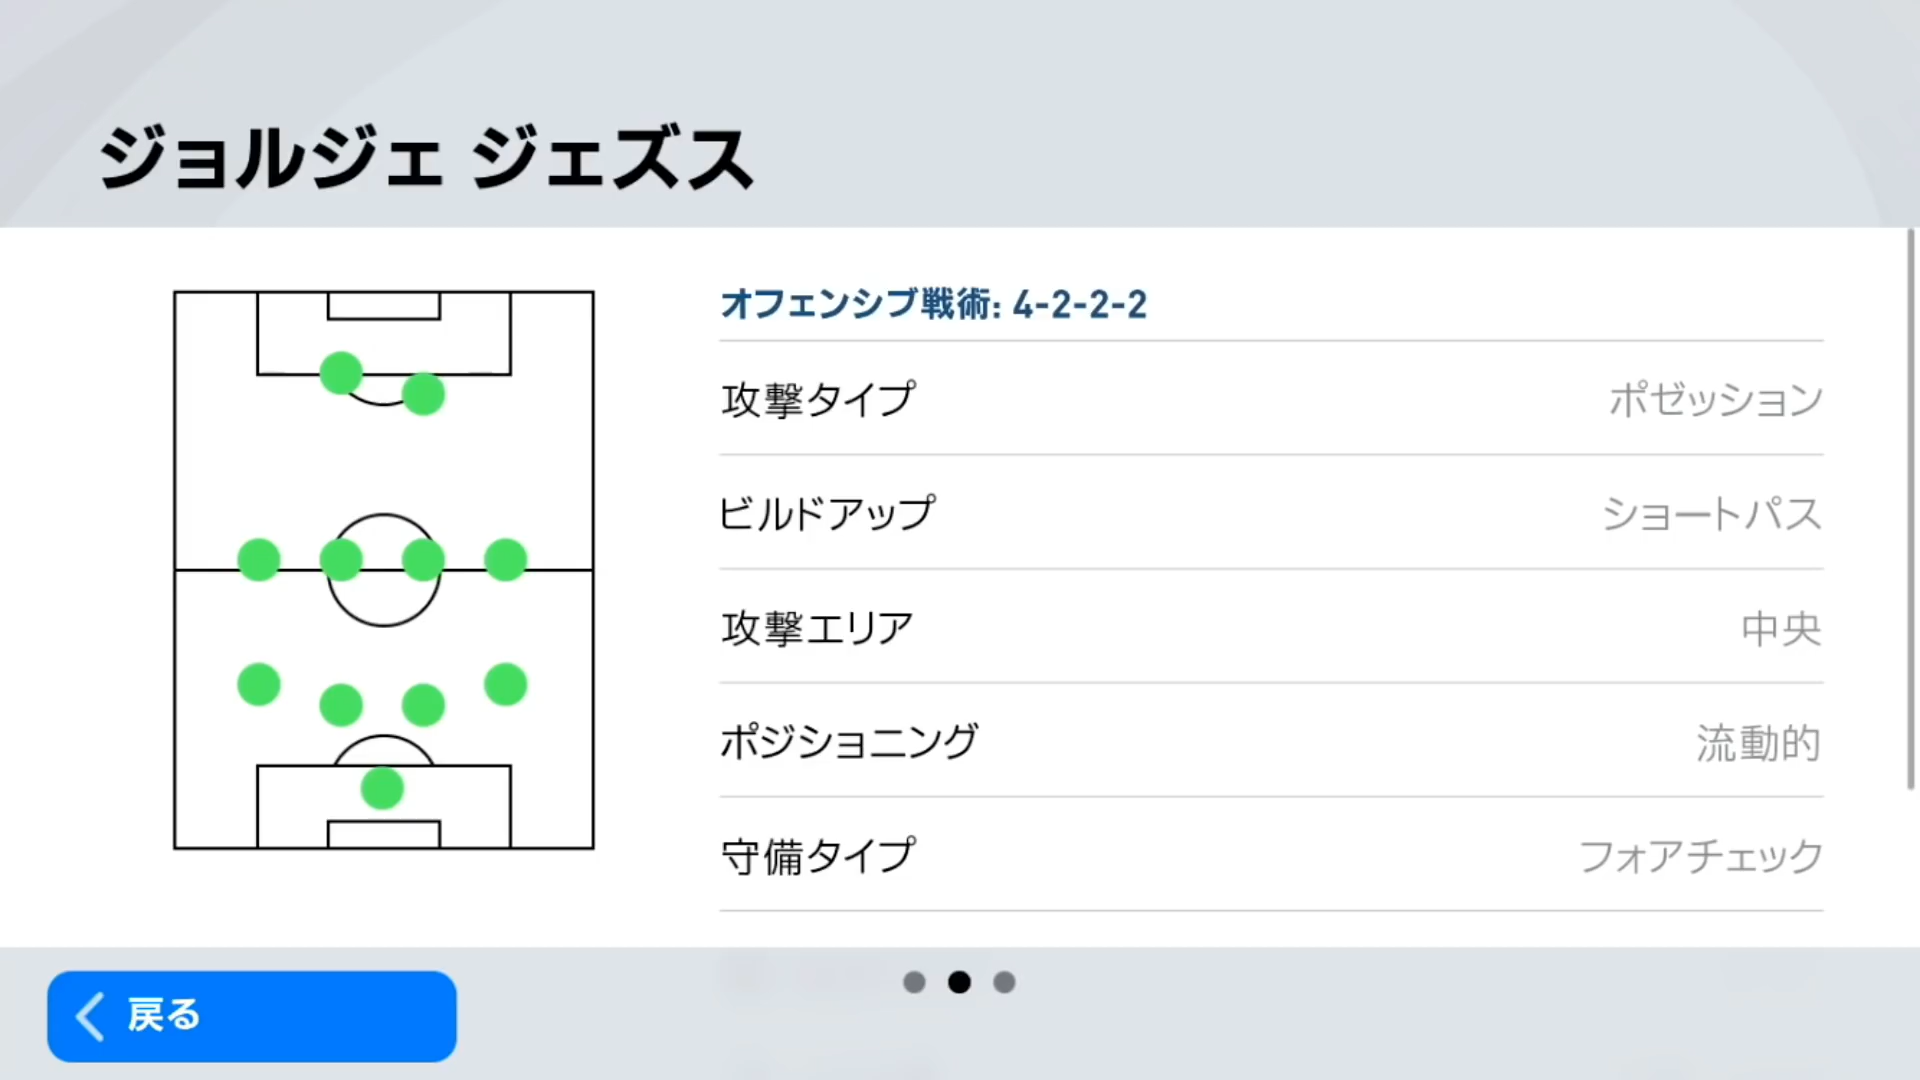 ジョルジェ ジェズス
オフェンシブ戦術: 4-2-2-2
攻撃タイプ ポゼッション
ビルドアップ ショートパス
攻撃エリア 中央
ポジショニング 流動的
守備タイプ フォアチェック
戻る